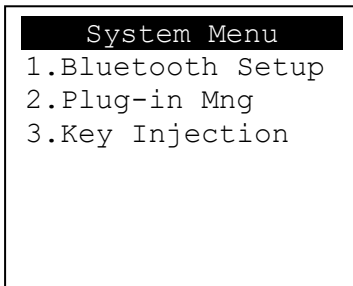 System Menu
1.Bluetooth Setup
2.Plug-in Mng
3.Key Injection